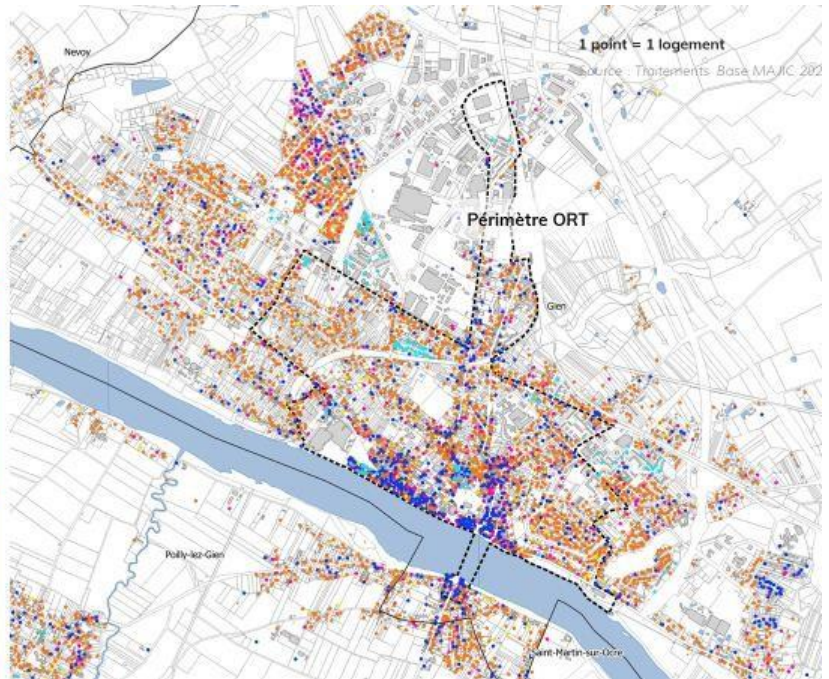 Nevoy
1 point = 1 logement
Source : Traitements Base MAJIC 202
Périmètre ORT
Gien
Poilly-lez-Gien
Saint-Martin-sur-Ocre